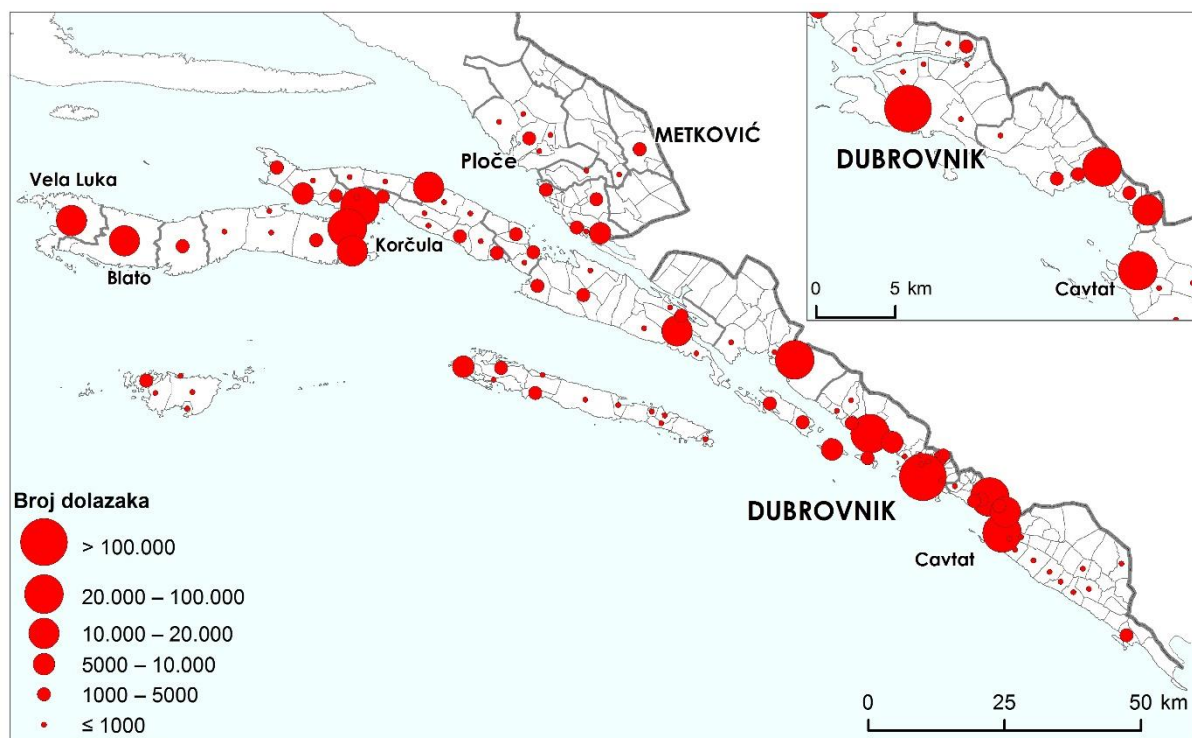 METKOVIĆ
Ploče
Vela Luka
Blato
Korčula
DUBROVNIK
Cavtat
0 5 km
DUBROVNIK
Cavtat
Broj dolazaka
> 100.000
20.000 – 100.000
10.000 – 20.000
5000 – 10.000
1000 – 5000
≤ 1000
0 25 50 km